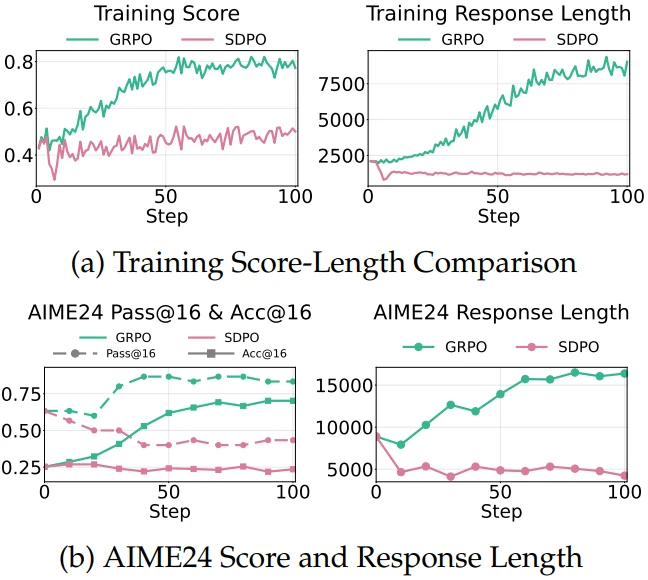 Training Score
GRPO SDPO
0.8
0.6
0.4
0 50 100
Step
Training Response Length
GRPO SDPO
7500
5000
2500
0 50 100
Step
(a) Training Score-Length Comparison
AIME24 Pass@16 & Acc@16
GRPO SDPO
Pass@16 Acc@16
0.75
0.50
0.25
0 50 100
Step
AIME24 Response Length
GRPO SDPO
15000
10000
5000
0 50 100
Step
(b) AIME24 Score and Response Length